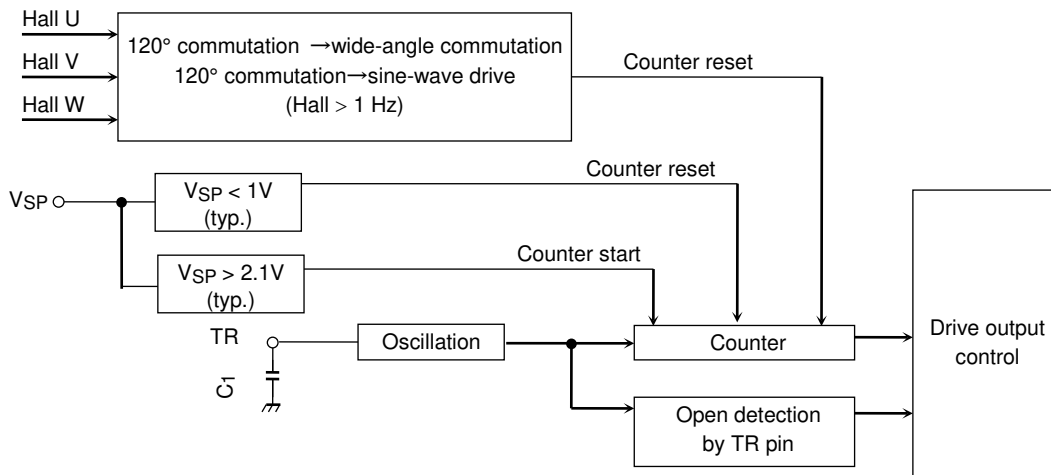 Hall U
Hall V
Hall W
120° commutation →wide-angle commutation
120° commutation→sine-wave drive
(Hall > 1 Hz)
Counter reset
VSP
VSP < 1V
(typ.)
Counter reset
VSP > 2.1V
(typ.)
Counter start
TR
C1
Oscillation
Counter
Open detection
by TR pin
Drive output
control